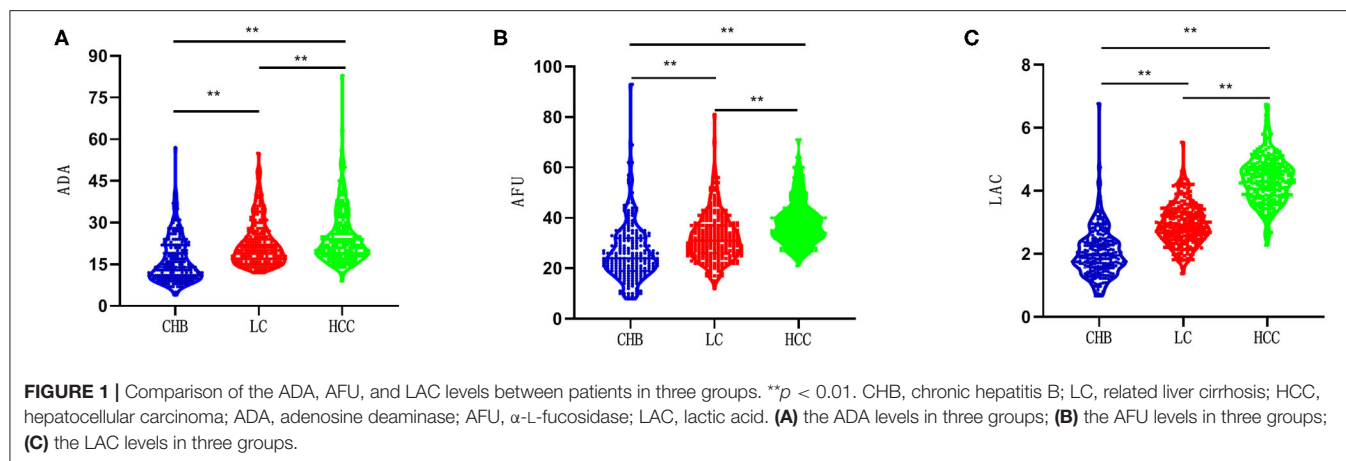 A
**
**
**
90
75
60
45
30
15
0
ADA
CHB LC HCC
B
**
**
**
100
80
60
40
20
0
AFU
CHB LC HCC
C
**
**
**
8
6
4
2
0
LAC
CHB LC HCC
FIGURE 1 | Comparison of the ADA, AFU, and LAC levels between patients in three groups. **p < 0.01. CHB, chronic hepatitis B; LC, related liver cirrhosis; HCC,
hepatocellular carcinoma; ADA, adenosine deaminase; AFU, α-L-fucosidase; LAC, lactic acid. (A) the ADA levels in three groups; (B) the AFU levels in three groups;
(C) the LAC levels in three groups.